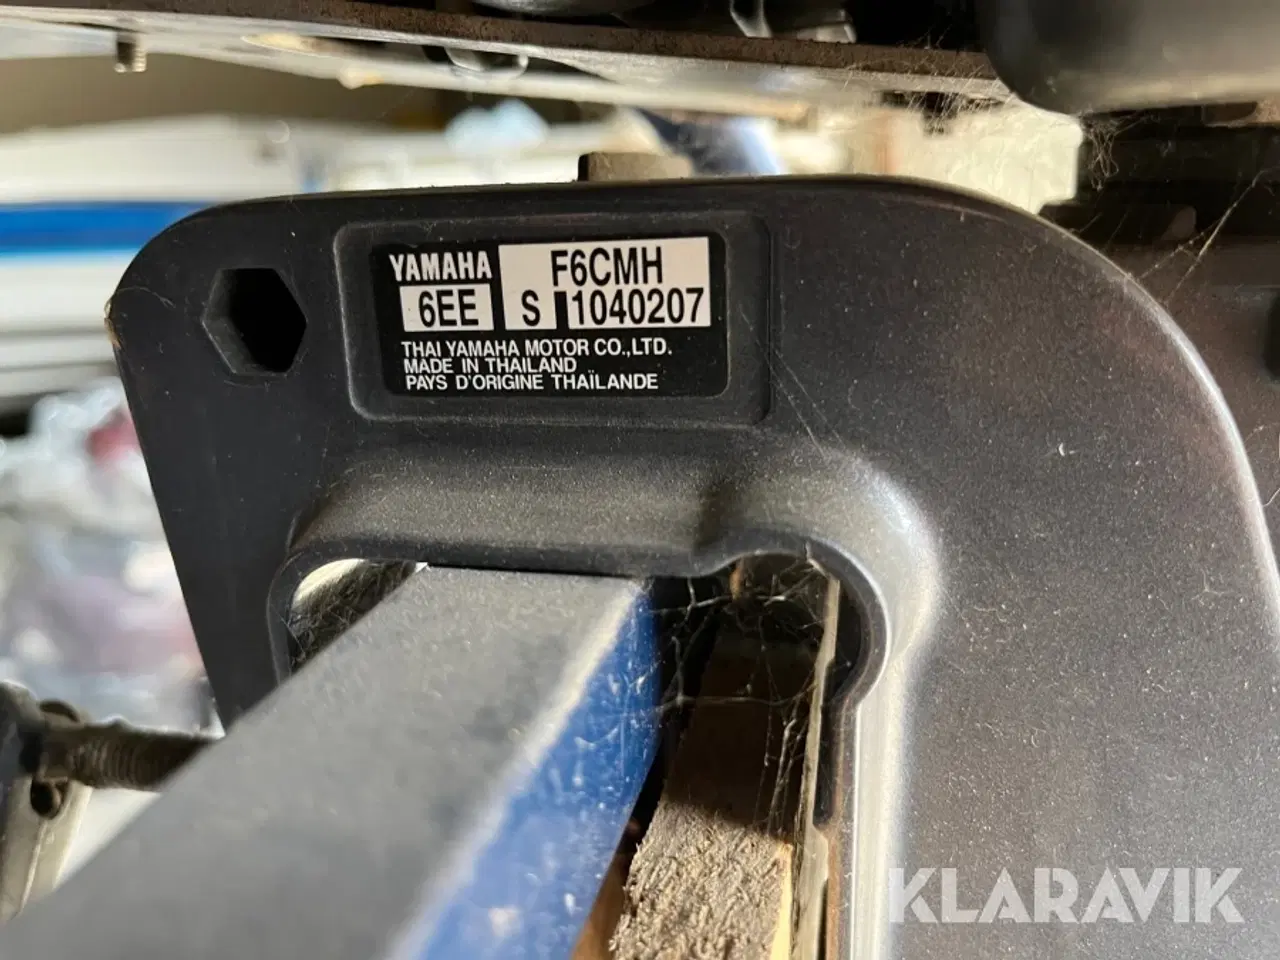 YAMAHA F6CMH
6EE S 1040207
THAI YAMAHA MOTOR CO.,LTD.
MADE IN THAILAND
PAYS D'ORIGINE THAÏLANDE
KLARAVIK